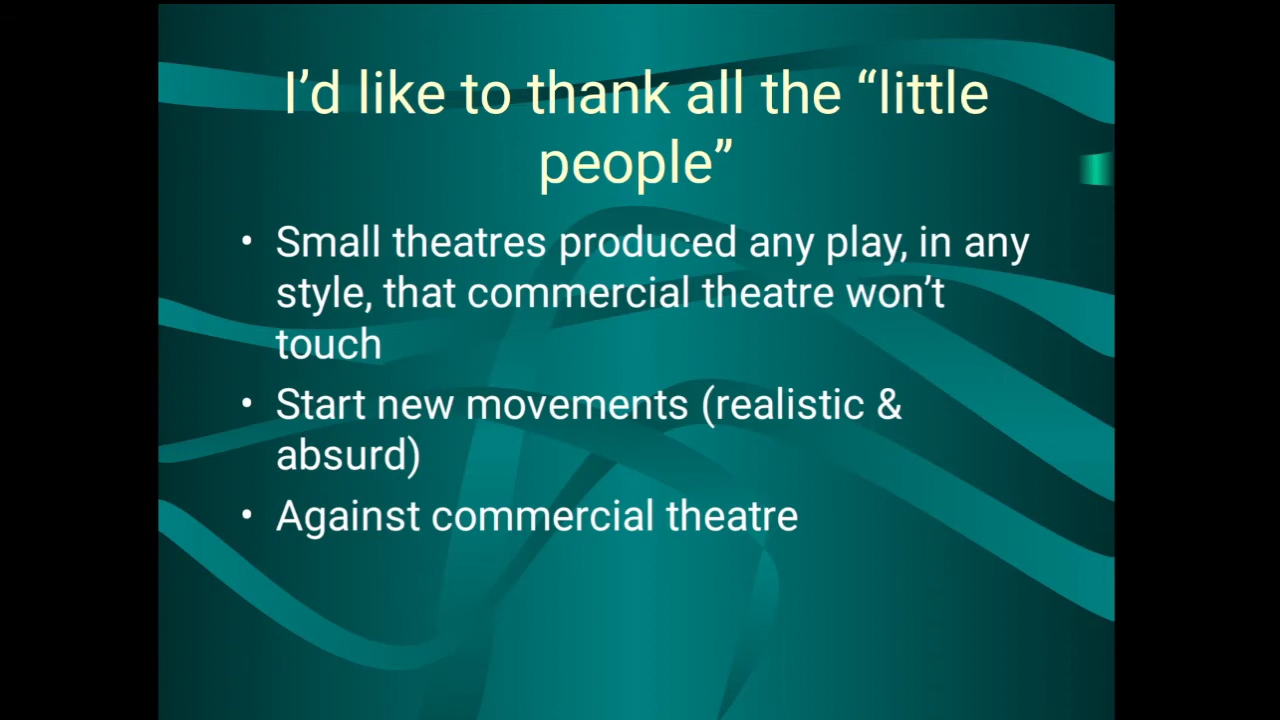 I’d like to thank all the “little
people”
• Small theatres produced any play, in any
style, that commercial theatre won’t
touch
• Start new movements (realistic &
absurd)
• Against commercial theatre